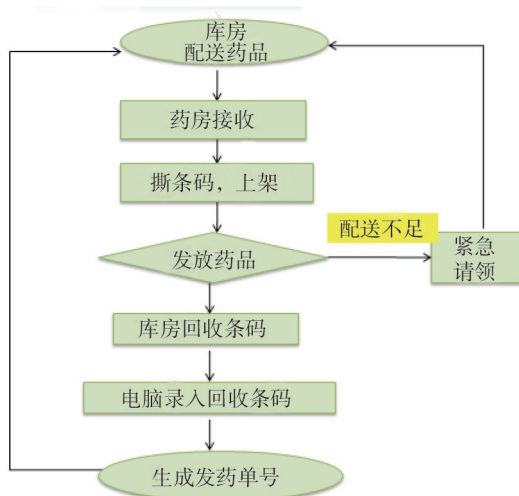 库房
配送药品
药房接收
撕条码，上架
配送不足
发放药品
紧急
请领
库房回收条码
电脑录入回收条码
生成发药单号